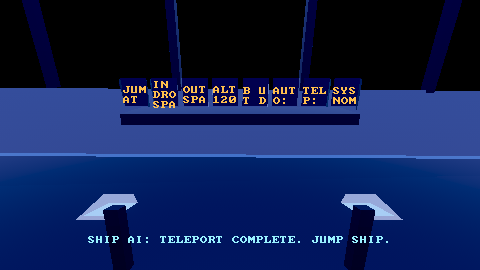 JUM
AT
IN
DRO
SPA
OUT
SPA
ALT
120
B U
T D
AUT
O:
TEL
P:
SYS
NOM
SHIP AI: TELEPORT COMPLETE. JUMP SHIP.